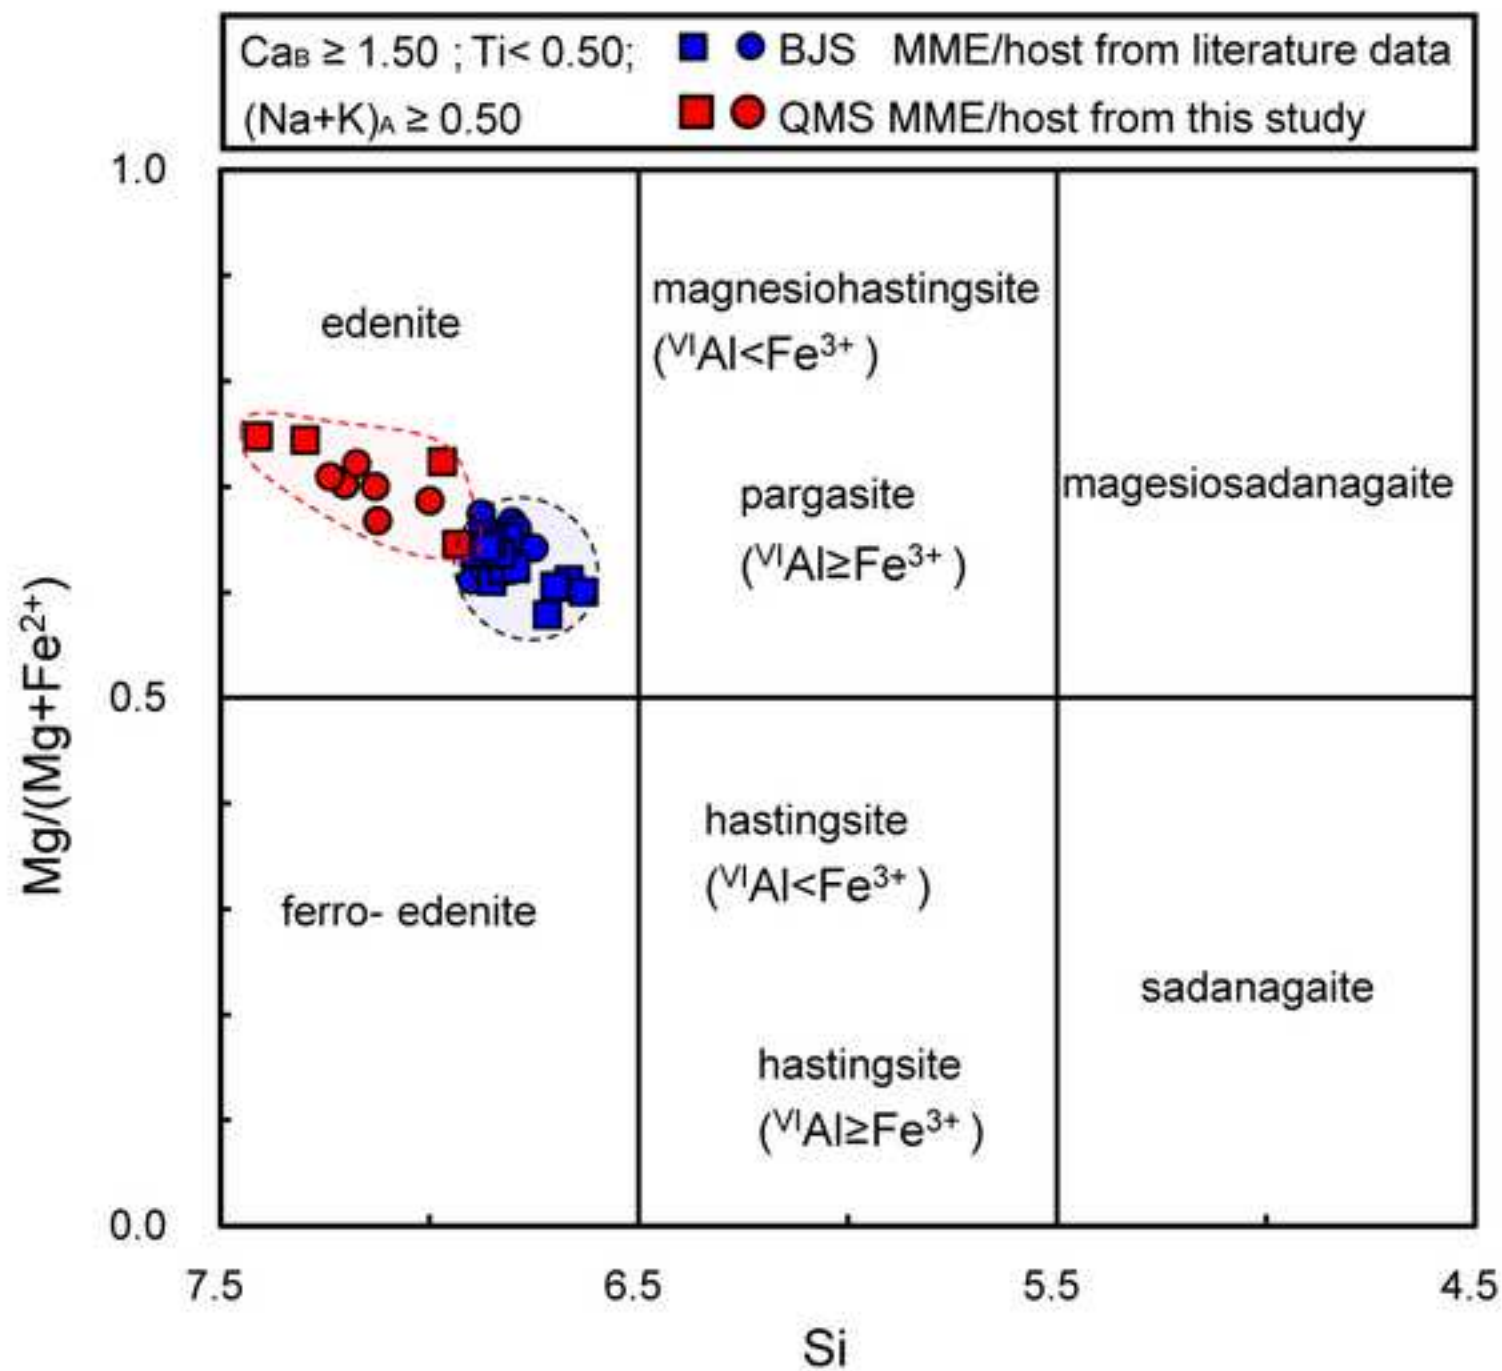 CaB ≥ 1.50 ; Ti< 0.50; BJS MME/host from literature data
(Na+K)A ≥ 0.50 QMS MME/host from this study
1.0
edenite
magnesiohastingsite
(VIAl<Fe3+ )
pargasite
(VIAl≥Fe3+ )
magesiosadanagaite
Mg/(Mg+Fe2+)
0.5
ferro- edenite
hastingsite
(VIAl<Fe3+ )
hastingsite
(VIAl≥Fe3+ )
sadanagaite
0.0
7.5 6.5 5.5 4.5
Si